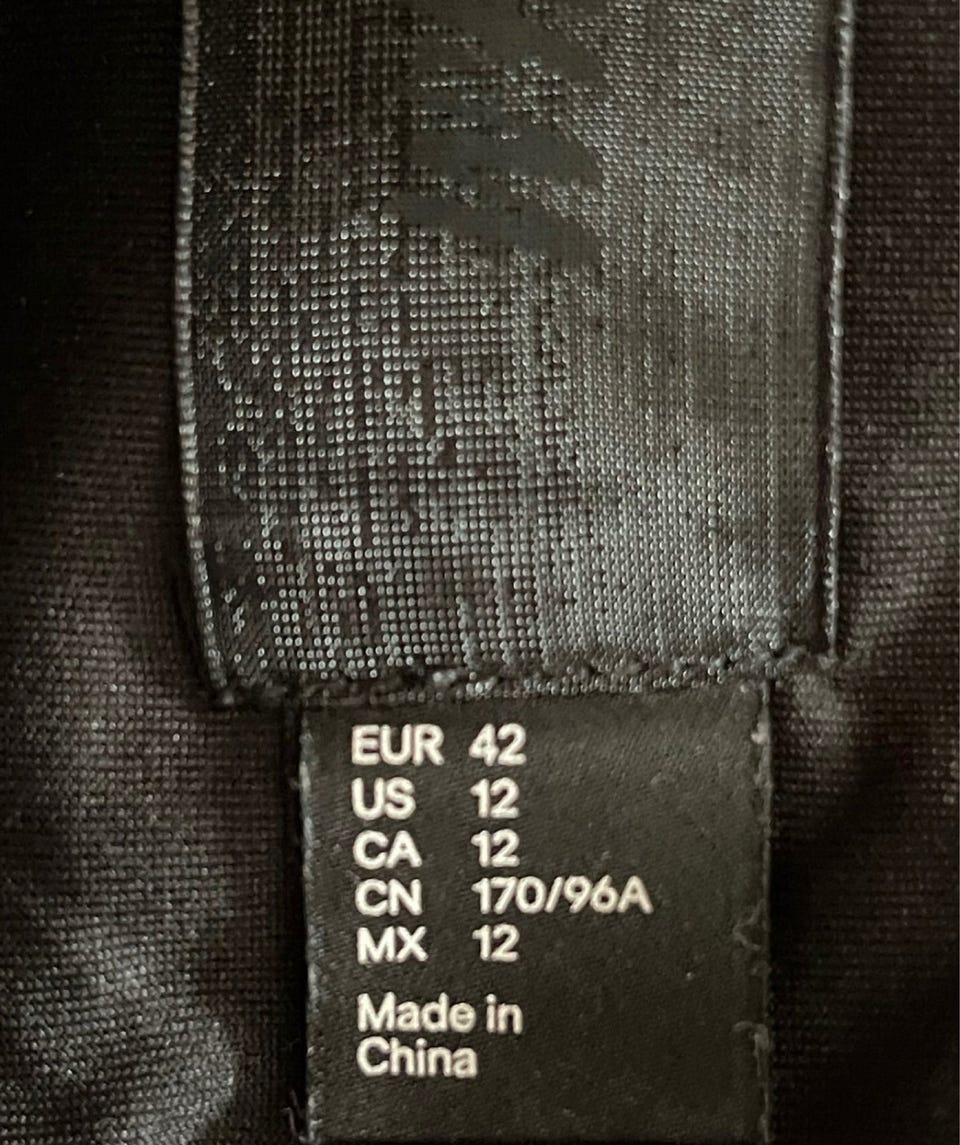 EUR 42
US 12
CA 12
CN 170/96A
MX 12
Made in
China